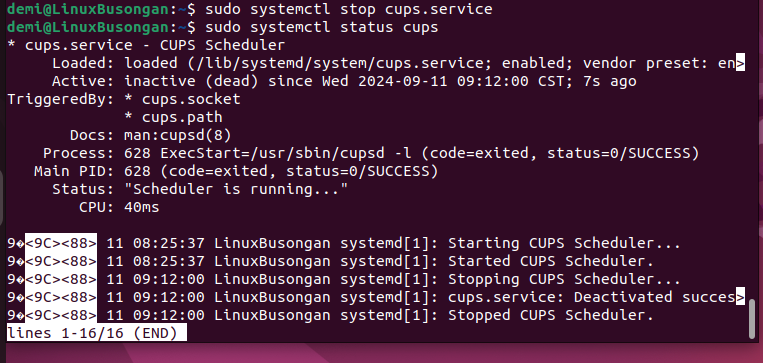 demi@LinuxBusongan:~$ sudo systemctl stop cups.service
demi@LinuxBusongan:~$ sudo systemctl status cups
* cups.service - CUPS Scheduler
     Loaded: loaded (/lib/systemd/system/cups.service; enabled; vendor preset: en>
     Active: inactive (dead) since Wed 2024-09-11 09:12:00 CST; 7s ago
TriggeredBy: * cups.socket
             * cups.path
       Docs: man:cupsd(8)
    Process: 628 ExecStart=/usr/sbin/cupsd -l (code=exited, status=0/SUCCESS)
   Main PID: 628 (code=exited, status=0/SUCCESS)
     Status: "Scheduler is running..."
        CPU: 40ms
9�<9C><88> 11 08:25:37 LinuxBusongan systemd[1]: Starting CUPS Scheduler...
9�<9C><88> 11 08:25:37 LinuxBusongan systemd[1]: Started CUPS Scheduler.
9�<9C><88> 11 09:12:00 LinuxBusongan systemd[1]: Stopping CUPS Scheduler...
9�<9C><88> 11 09:12:00 LinuxBusongan systemd[1]: cups.service: Deactivated succes>
9�<9C><88> 11 09:12:00 LinuxBusongan systemd[1]: Stopped CUPS Scheduler.
lines 1-16/16 (END)